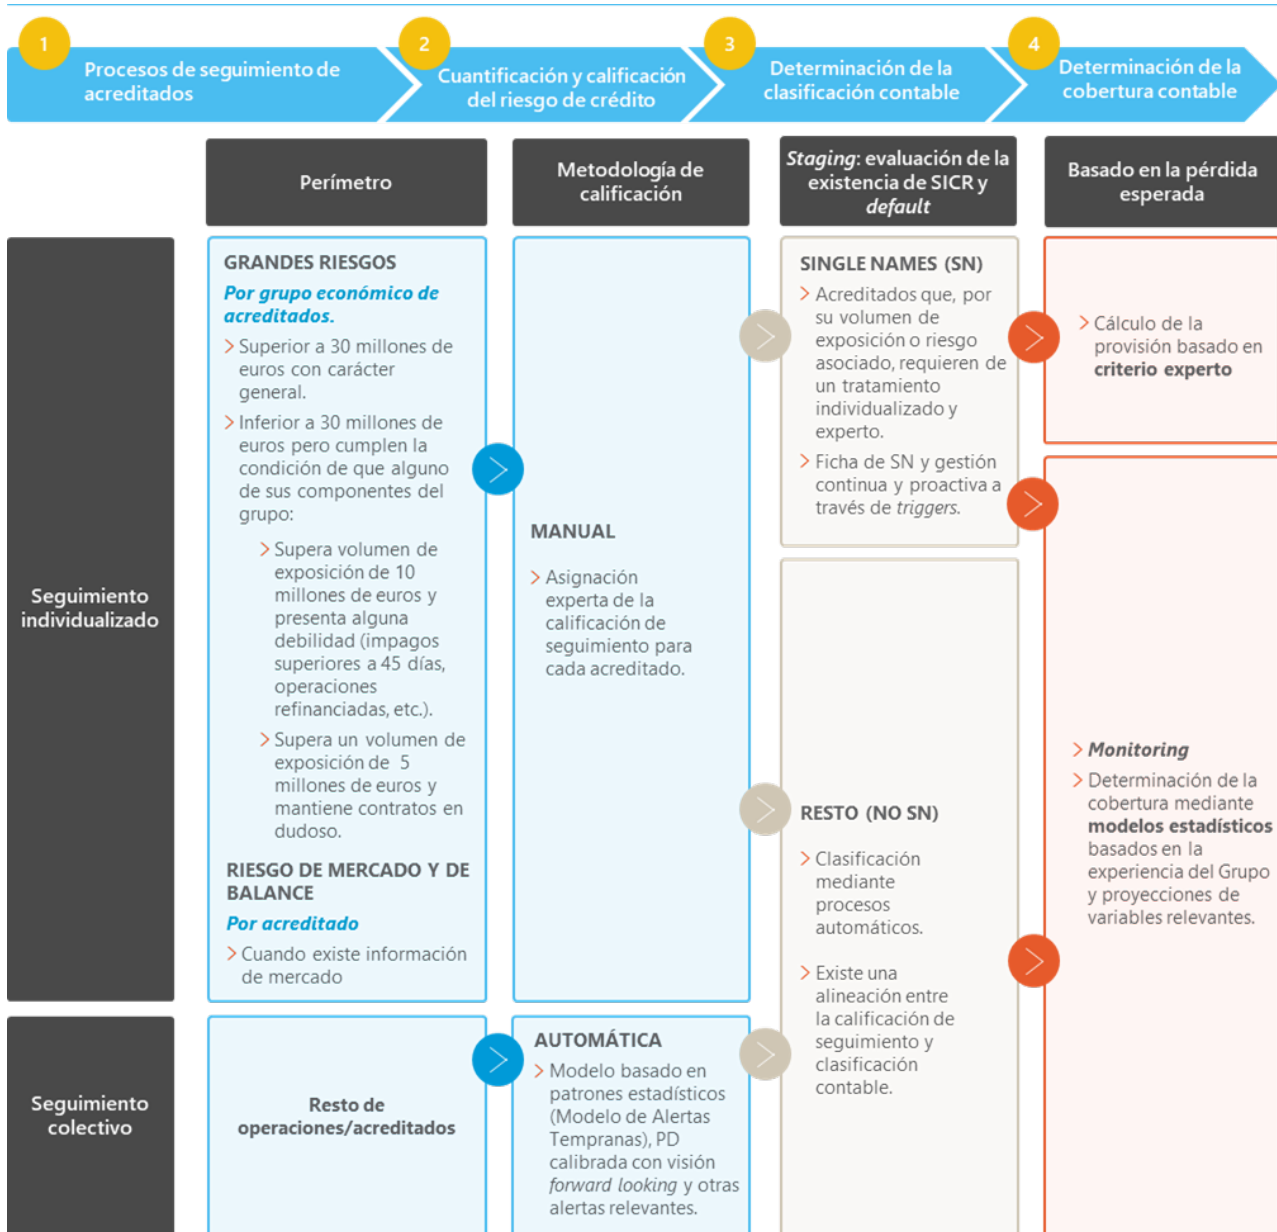 1
Procesos de seguimiento de
acreditados
2
Cuantificación y calificación
del riesgo de crédito
3
Determinación de la
clasificación contable
4
Determinación de la
cobertura contable
Perímetro
Metodología de
calificación
Staging: evaluación de la
existencia de SICR y
default
Basado en la pérdida
esperada
Seguimiento
individualizado
GRANDES RIESGOS
Por grupo económico de
acreditados.
Superior a 30 millones de
euros con carácter
general.
Inferior a 30 millones de
euros pero cumplen la
condición de que alguno
de sus componentes del
grupo:
Supera volumen de
exposición de 10
millones de euros y
presenta alguna
debilidad (impagos
superiores a 45 días,
operaciones
refinanciadas, etc.).
Supera un volumen de
exposición de 5
millones de euros y
mantiene contratos en
dudoso.
RIESGO DE MERCADO Y DE
BALANCE
Por acreditado
Cuando existe información
de mercado
MANUAL
Asignación
experta de la
calificación de
seguimiento para
cada acreditado.
SINGLE NAMES (SN)
Acreditados que, por
su volumen de
exposición o riesgo
asociado, requieren de
un tratamiento
individualizado y
experto.
Ficha de SN y gestión
continua y proactiva a
través de triggers.
Cálculo de la
provisión basado en
criterio experto
RESTO (NO SN)
Clasificación
mediante
procesos
automáticos.
Existe una
alineación entre
la calificación de
seguimiento y
clasificación
contable.
Monitoring
Determinación de la
cobertura mediante
modelos estadísticos
basados en la
experiencia del Grupo
y proyecciones de
variables relevantes.
Seguimiento
colectivo
Resto de
operaciones/acreditados
AUTOMÁTICA
Modelo basado en
patrones estadísticos
(Modelo de Alertas
Tempranas), PD
calibrada con visión
forward looking y otras
alertas relevantes.